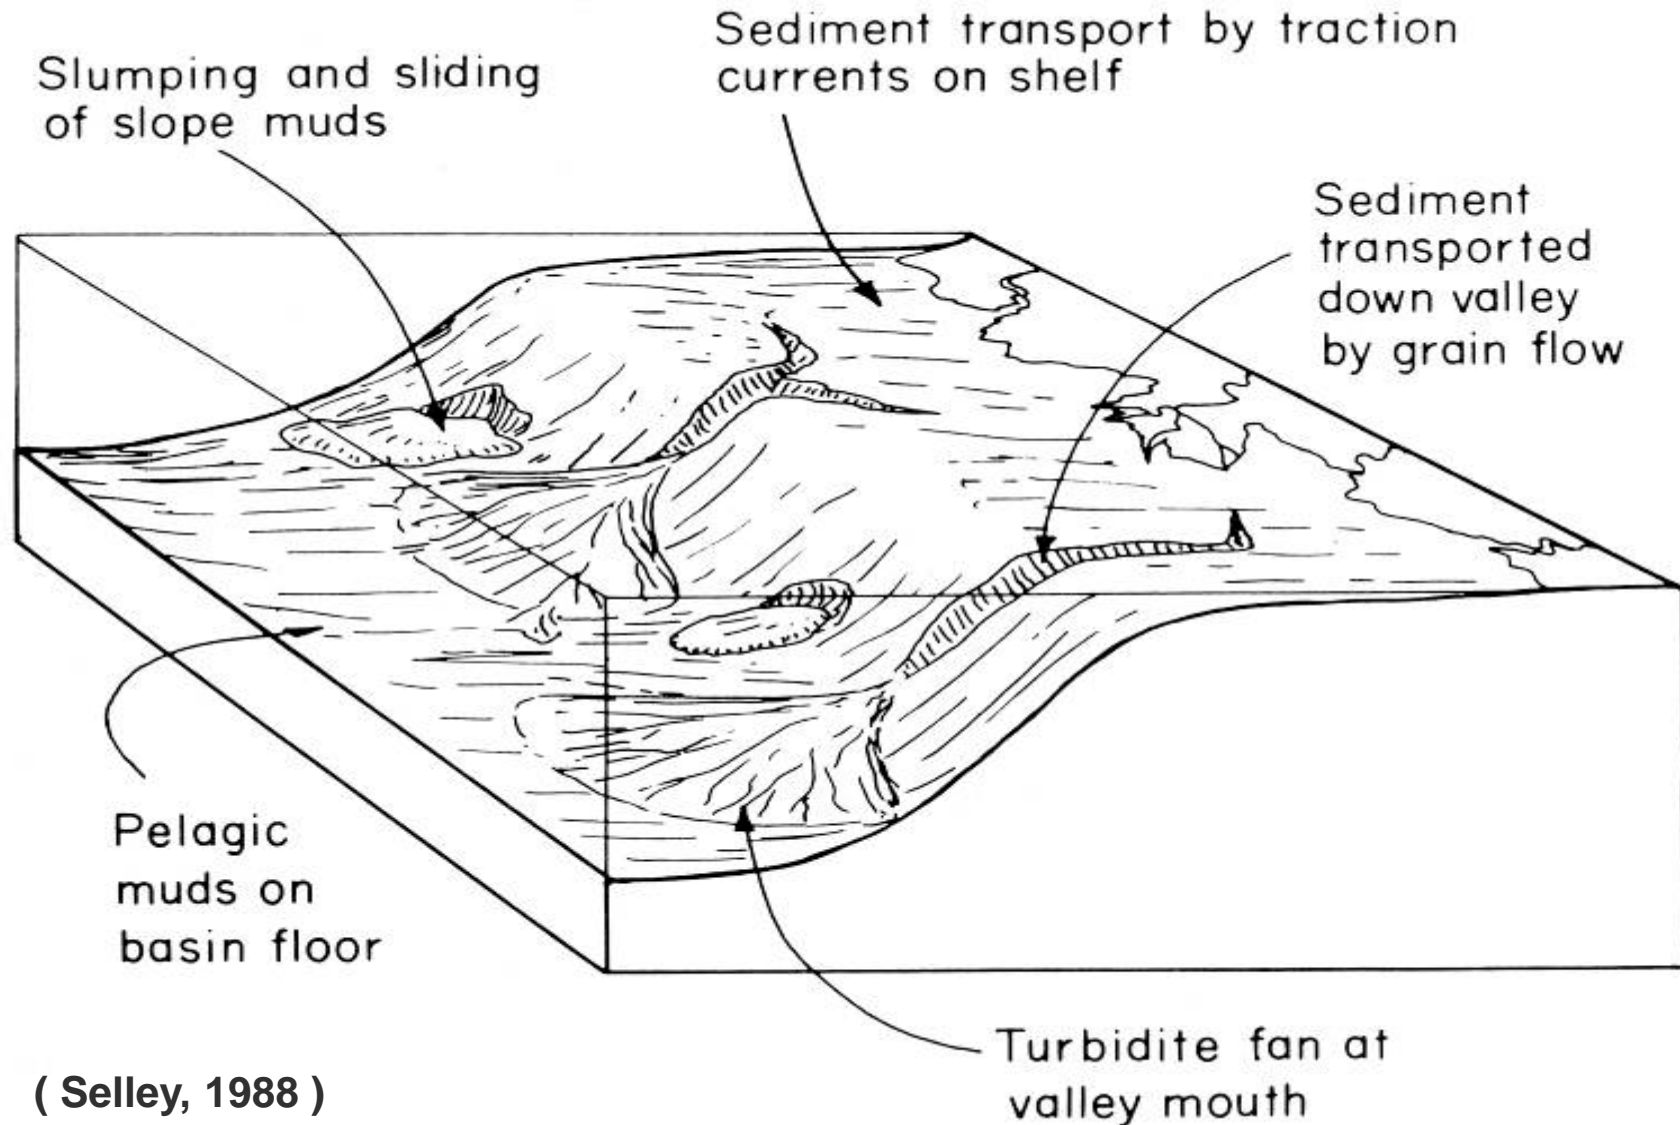 Sediment transport by traction
currents on shelf
Slumping and sliding
of slope muds
Sediment
transported
down valley
by grain flow
Pelagic
muds on
basin floor
Turbidite fan at
valley mouth
( Selley, 1988 )